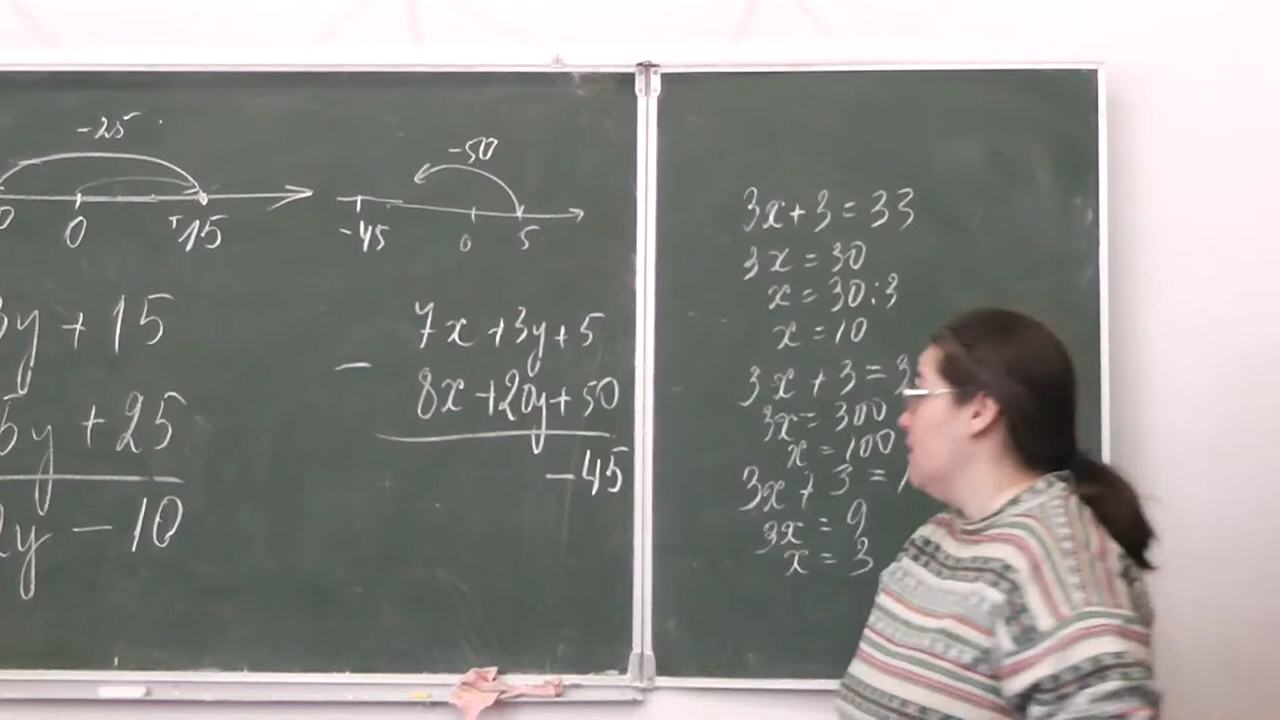 -25
0
+15
3y + 15
5y + 25
2y - 10
-50
-45 0 5
7x + 3y + 5
-
8x + 20y + 50
-45
3x + 3 = 33
3x = 30
x = 30:3
x = 10
3x + 3 = 3
3x = 300
x = 100
3x + 3 =
3x = 9
x = 3